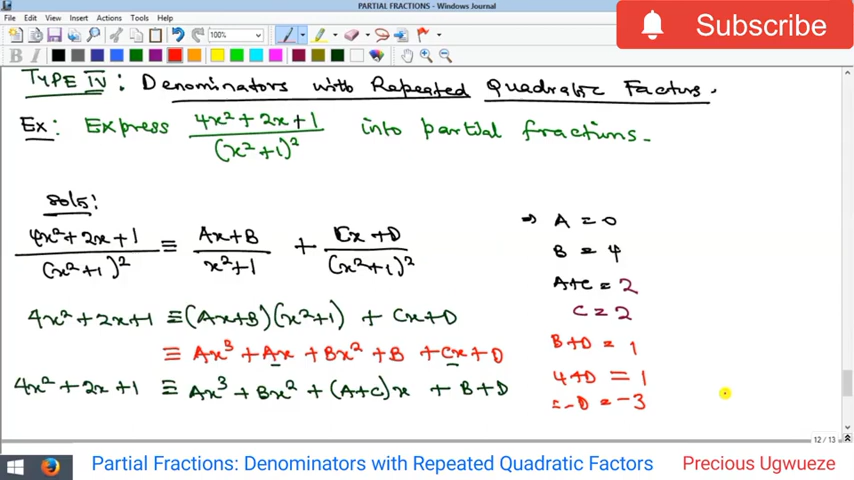 PARTIAL FRACTIONS - Windows Journal
Subscribe
File Edit View Insert Actions Tools Help
100%
B I
TYPE IV: Denominators with Repeated Quadratic Factors.
Ex: Express (4x²+2x+1)/(x²+1)² into partial fractions.
soln:
(4x²+2x+1)/(x²+1)² ≡ (Ax+B)/(x²+1) + (Cx+D)/(x²+1)²
4x²+2x+1 ≡ (Ax+B)(x²+1) + Cx+D
≡ Ax³ + Ax + Bx² + B + Cx + D
4x²+2x+1 ≡ Ax³ + Bx² + (A+C)x + B+D
⇒ A = 0
B = 4
A+C = 2
C = 2
B+D = 1
4+D = 1
D = -3
12 / 13
Partial Fractions: Denominators with Repeated Quadratic Factors
Precious Ugwueze